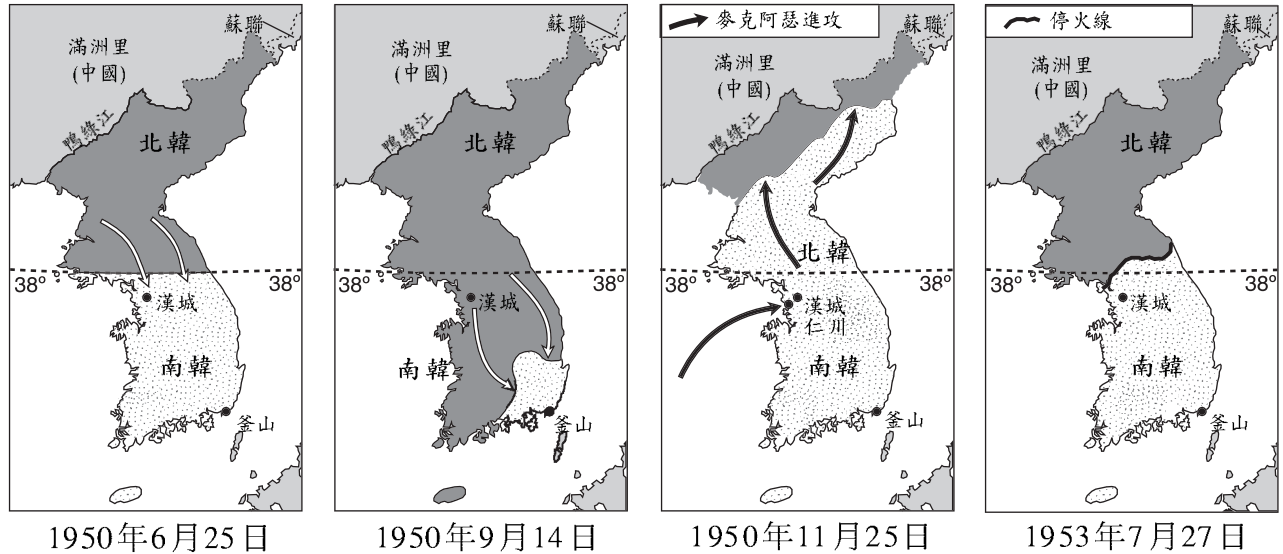 蘇聯
滿洲里
(中國)
鴨綠江
北韓
38°
漢城
南韓
釜山
1950年6月25日
蘇聯
滿洲里
(中國)
鴨綠江
北韓
38°
38°
漢城
南韓
釜山
1950年9月14日
麥克阿瑟進攻
蘇聯
滿洲里
(中國)
鴨綠江
北韓
38°
38°
漢城
仁川
南韓
釜山
1950年11月25日
停火線
蘇聯
滿洲里
(中國)
鴨綠江
北韓
38°
38°
漢城
南韓
釜山
1953年7月27日